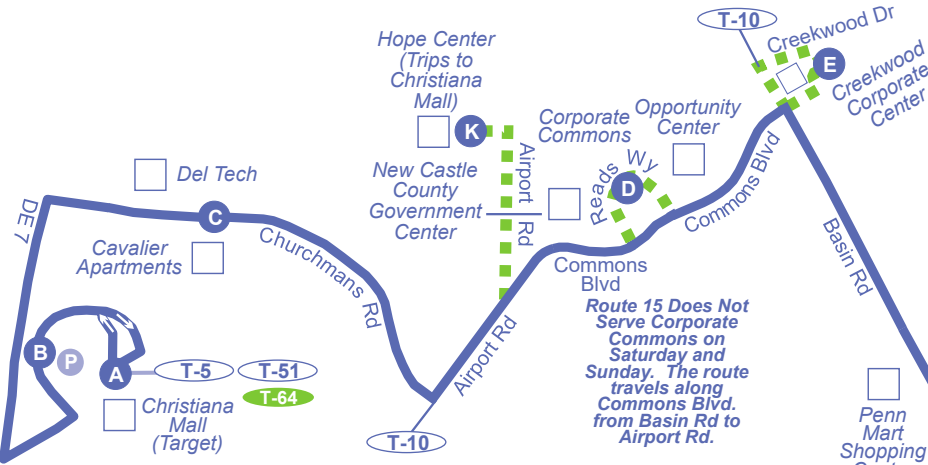 T-10
Creekwood Dr
E
Creekwood
Corporate
Center
Hope Center
(Trips to
Christiana
Mall)
K
Airport Rd
Corporate
Commons
Opportunity
Center
Reads Wy
D
Commons Blvd
New Castle
County
Government
Center
Del Tech
DE 7
C
Cavalier
Apartments
Churchmans Rd
Commons
Blvd
Basin Rd
Airport Rd
Route 15 Does Not
Serve Corporate
Commons on
Saturday and
Sunday. The route
travels along
Commons Blvd.
from Basin Rd to
Airport Rd.
B
P
A
T-5
T-51
T-64
Christiana
Mall
(Target)
T-10
Penn
Mart
Shopping